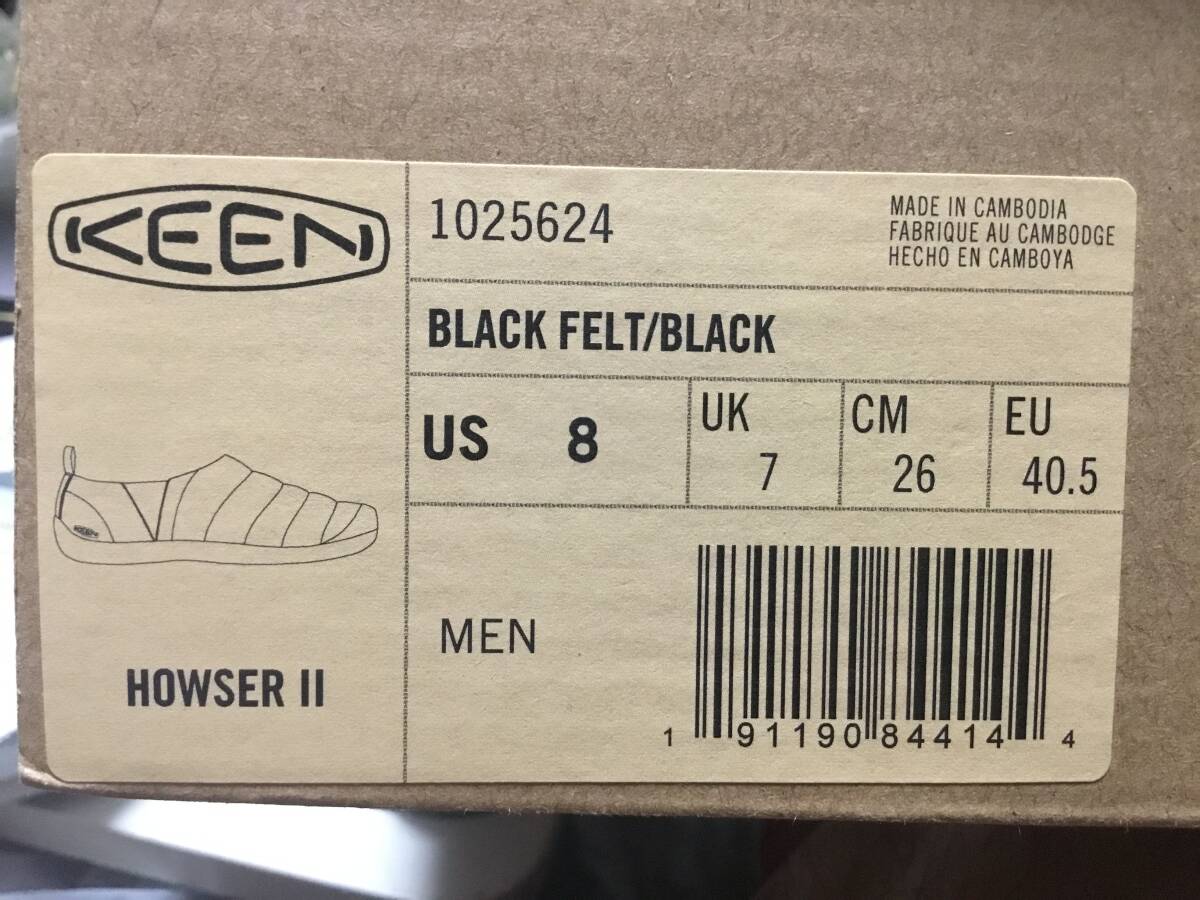 KEEN
1025624
MADE IN CAMBODIA
FABRIQUE AU CAMBODGE
HECHO EN CAMBOYA
BLACK FELT/BLACK
US 8
UK 7
CM 26
EU 40.5
KEEN
HOWSER II
MEN
1 91190 84414 4